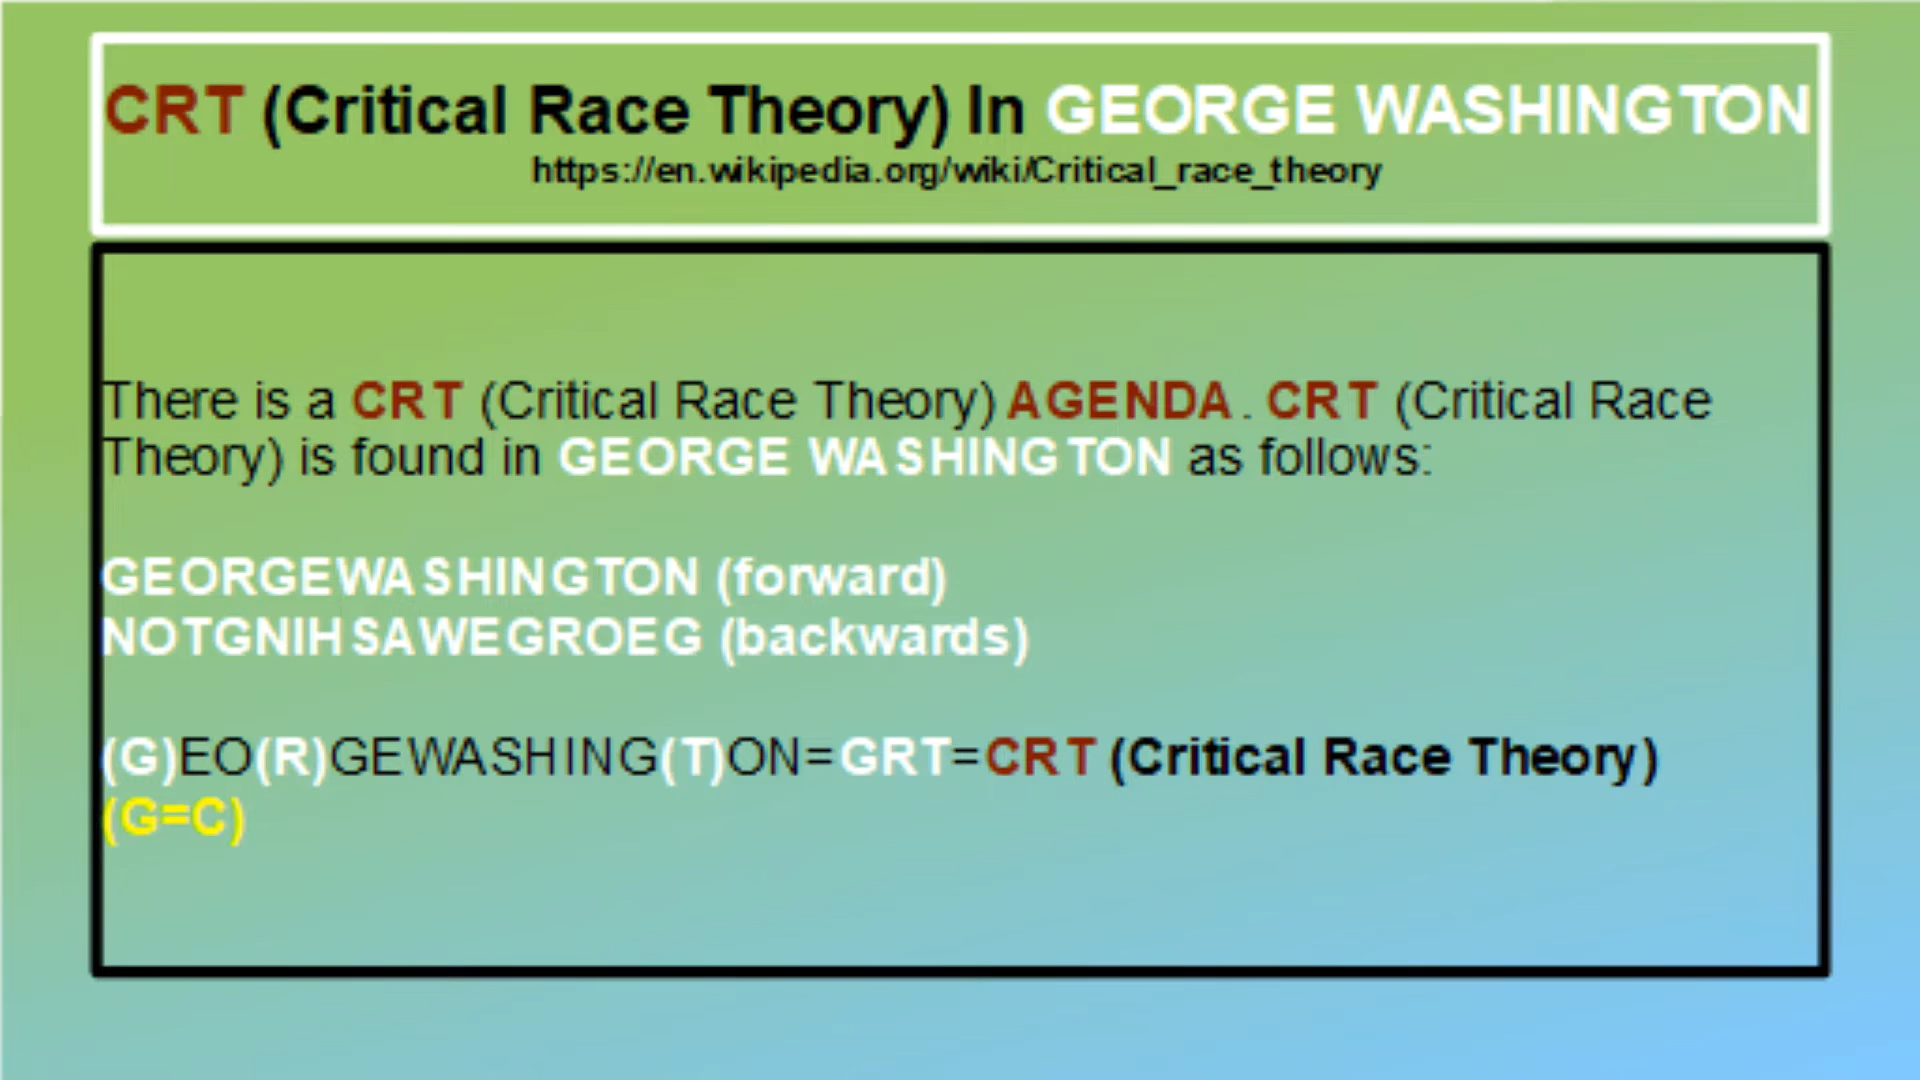 CRT (Critical Race Theory) In GEORGE WASHINGTON
https://en.wikipedia.org/wiki/Critical_race_theory
There is a CRT (Critical Race Theory) AGENDA. CRT (Critical Race
Theory) is found in GEORGE WASHINGTON as follows:
GEORGEWASHINGTON (forward)
NOTGNIHSAWEGROEG (backwards)
(G)EO(R)GEWASHING(T)ON=GRT=CRT (Critical Race Theory)
(G=C)